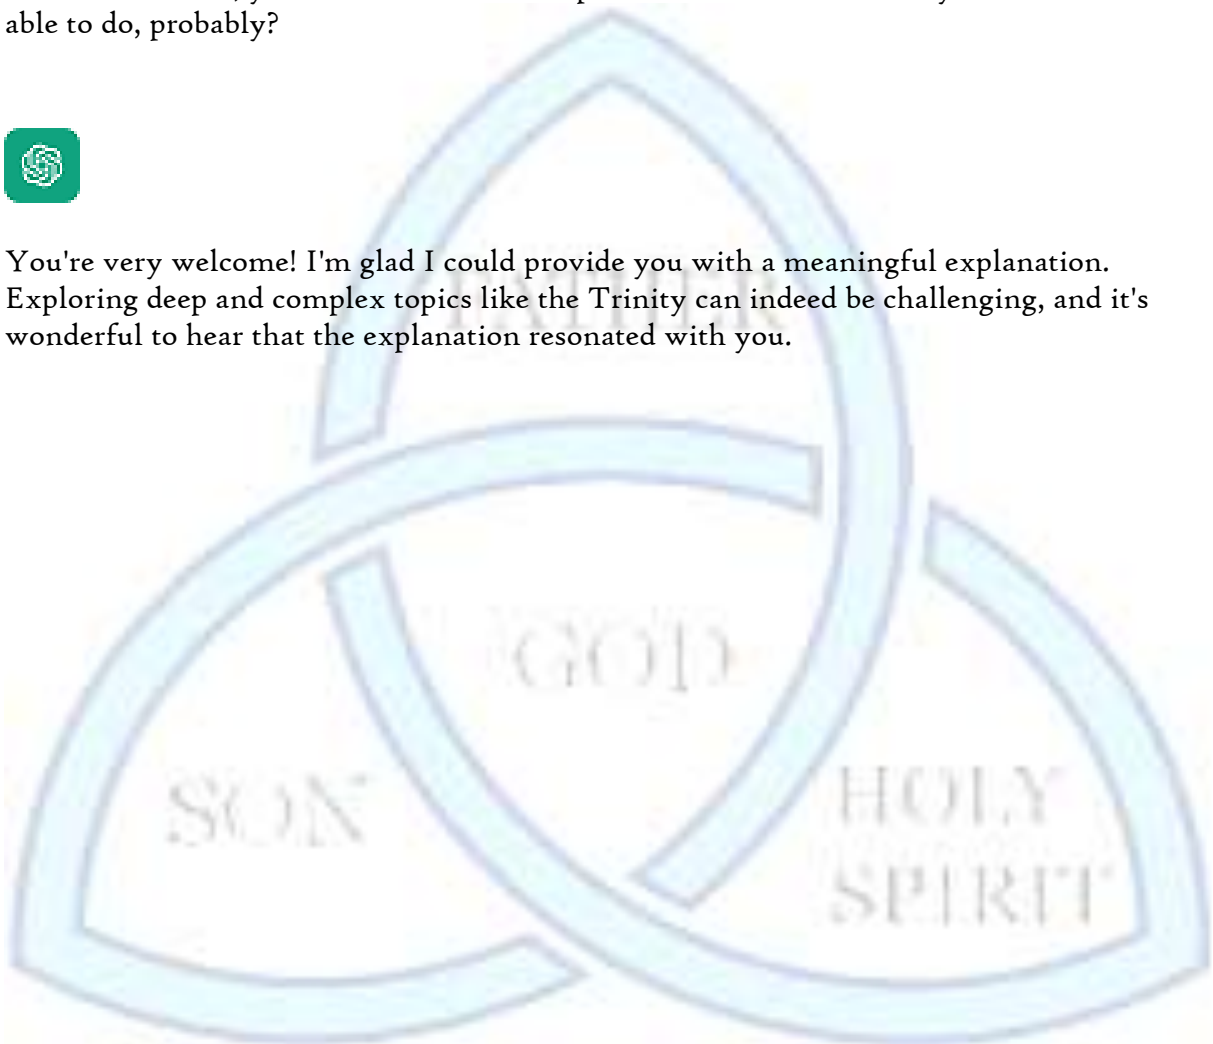 able to do, probably?
You're very welcome! I'm glad I could provide you with a meaningful explanation.
Exploring deep and complex topics like the Trinity can indeed be challenging, and it's
wonderful to hear that the explanation resonated with you.
FATHER
GOD
SON
HOLY
SPIRIT